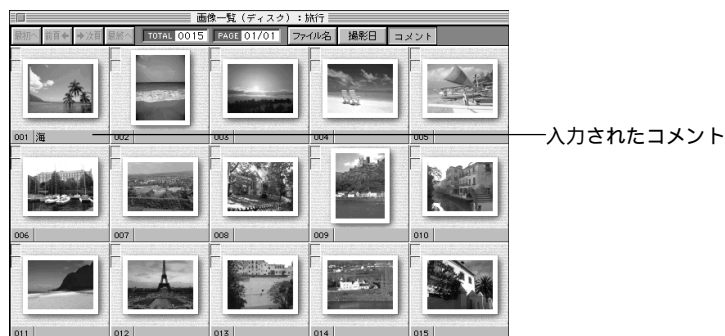 画像一覧（ディスク）：旅行
最初へ 前頁← →次頁 最終へ TOTAL 0015 PAGE 01/01 ファイル名 撮影日 コメント
001 海 002 003 004 005
入力されたコメント
006 007 008 009 010
011 012 013 014 015